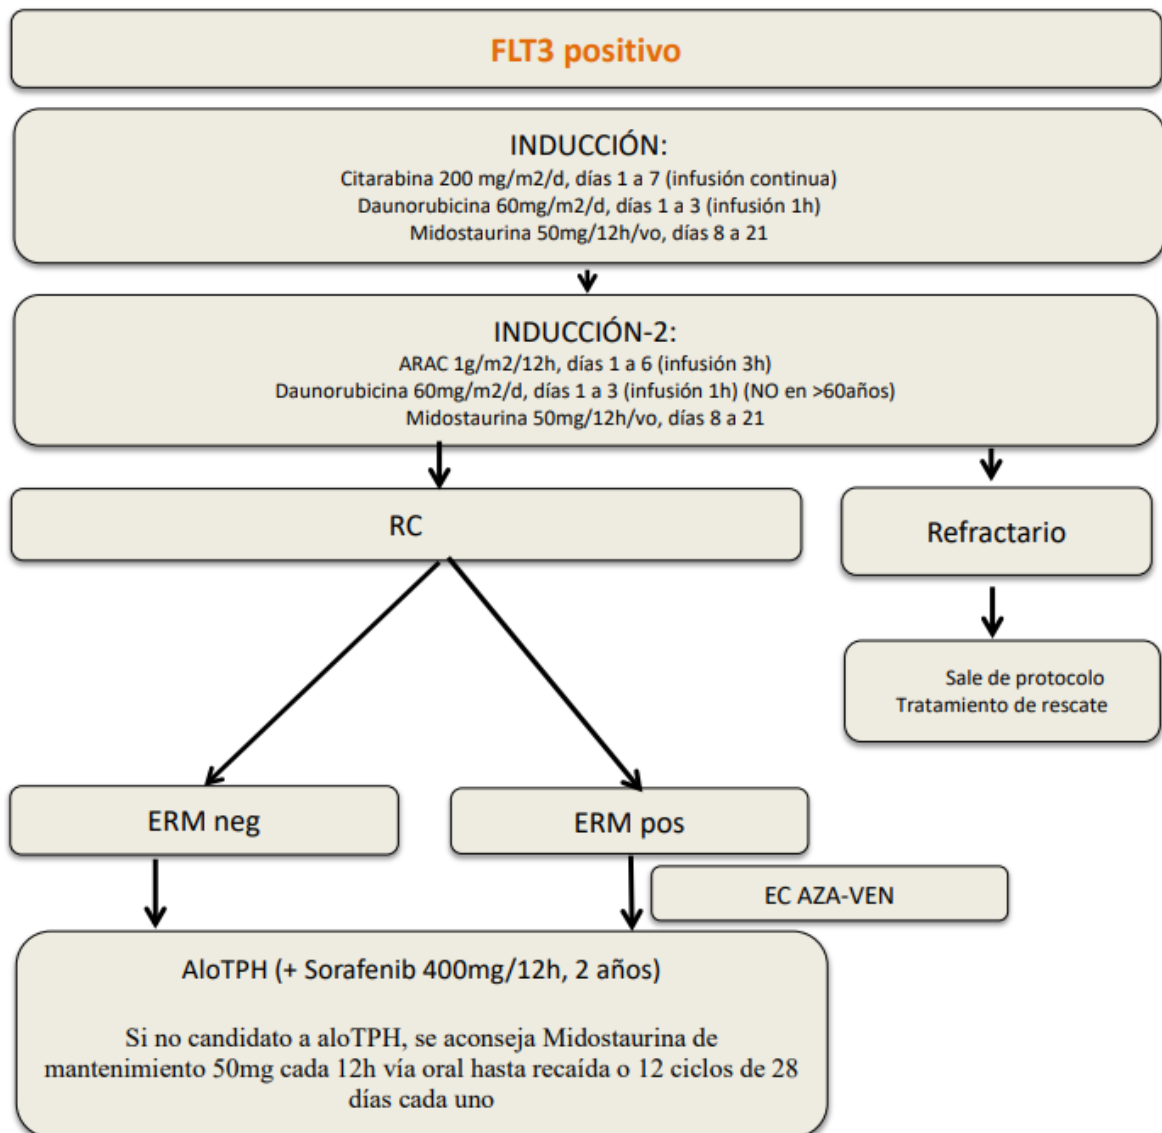 FLT3 positivo
INDUCCIÓN:
Citarabina 200 mg/m2/d, días 1 a 7 (infusión continua)
Daunorubicina 60mg/m2/d, días 1 a 3 (infusión 1h)
Midostaurina 50mg/12h/vo, días 8 a 21
INDUCCIÓN-2:
ARAC 1g/m2/12h, días 1 a 6 (infusión 3h)
Daunorubicina 60mg/m2/d, días 1 a 3 (infusión 1h) (NO en >60años)
Midostaurina 50mg/12h/vo, días 8 a 21
RC
Refractario
Sale de protocolo
Tratamiento de rescate
ERM neg
ERM pos
EC AZA-VEN
AloTPH (+ Sorafenib 400mg/12h, 2 años)
Si no candidato a aloTPH, se aconseja Midostaurina de
mantenimiento 50mg cada 12h vía oral hasta recaída o 12 ciclos de 28
días cada uno